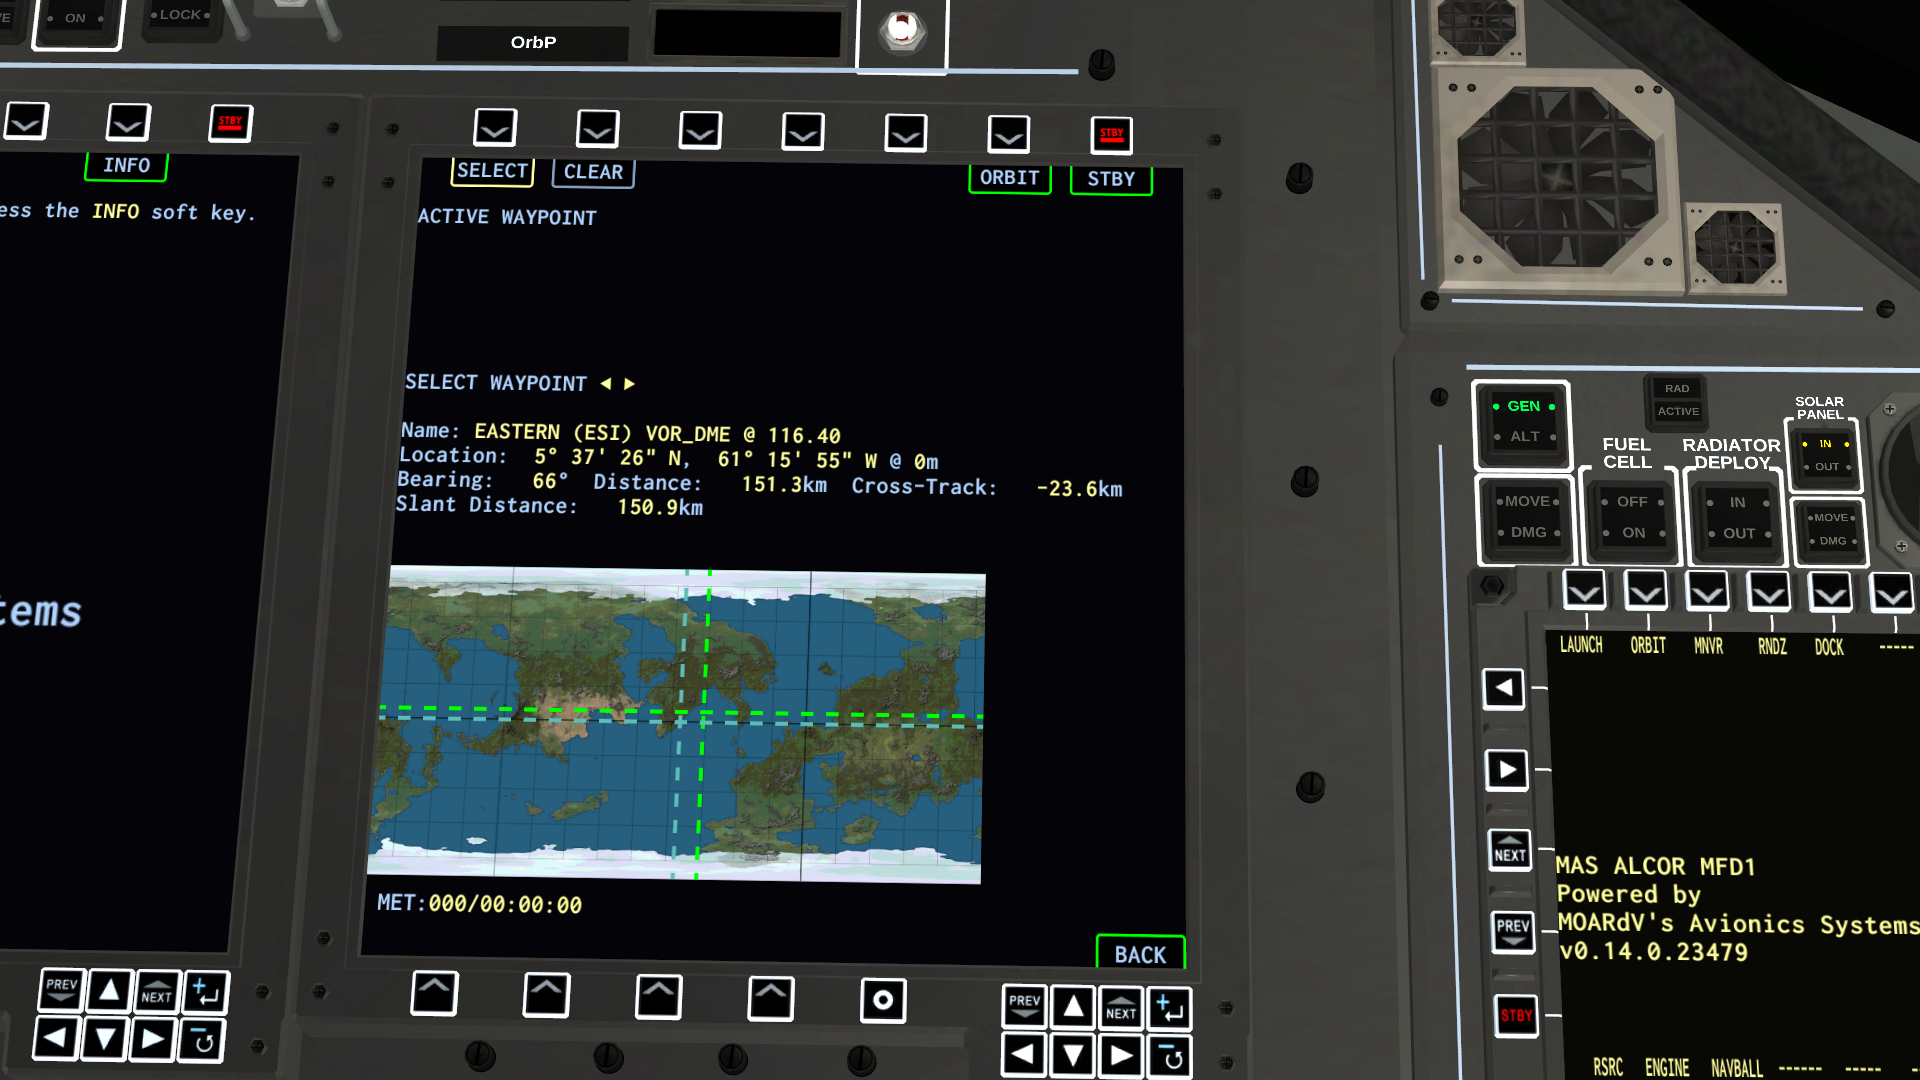 ON
LOCK
OrbP
STBY
STBY
INFO
ess the INFO soft key.
tems
SELECT
CLEAR
ORBIT
STBY
ACTIVE WAYPOINT
SELECT WAYPOINT ◀ ▶
Name: EASTERN (ESI) VOR_DME @ 116.40
Location: 5° 37' 26" N, 61° 15' 55" W @ 0m
Bearing: 66° Distance: 151.3km Cross-Track: -23.6km
Slant Distance: 150.9km
MET:000/00:00:00
BACK
PREV
NEXT
PREV
NEXT
GEN
ALT
MOVE
DMG
RAD
ACTIVE
FUEL
CELL
OFF
ON
RADIATOR
DEPLOY
IN
OUT
SOLAR
PANEL
IN
OUT
MOVE
DMG
LAUNCH ORBIT MNVR RNDZ DOCK -----
NEXT
PREV
STBY
MAS ALCOR MFD1
Powered by
MOARdV's Avionics Systems
v0.14.0.23479
RSRC ENGINE NAVBALL ------ -----